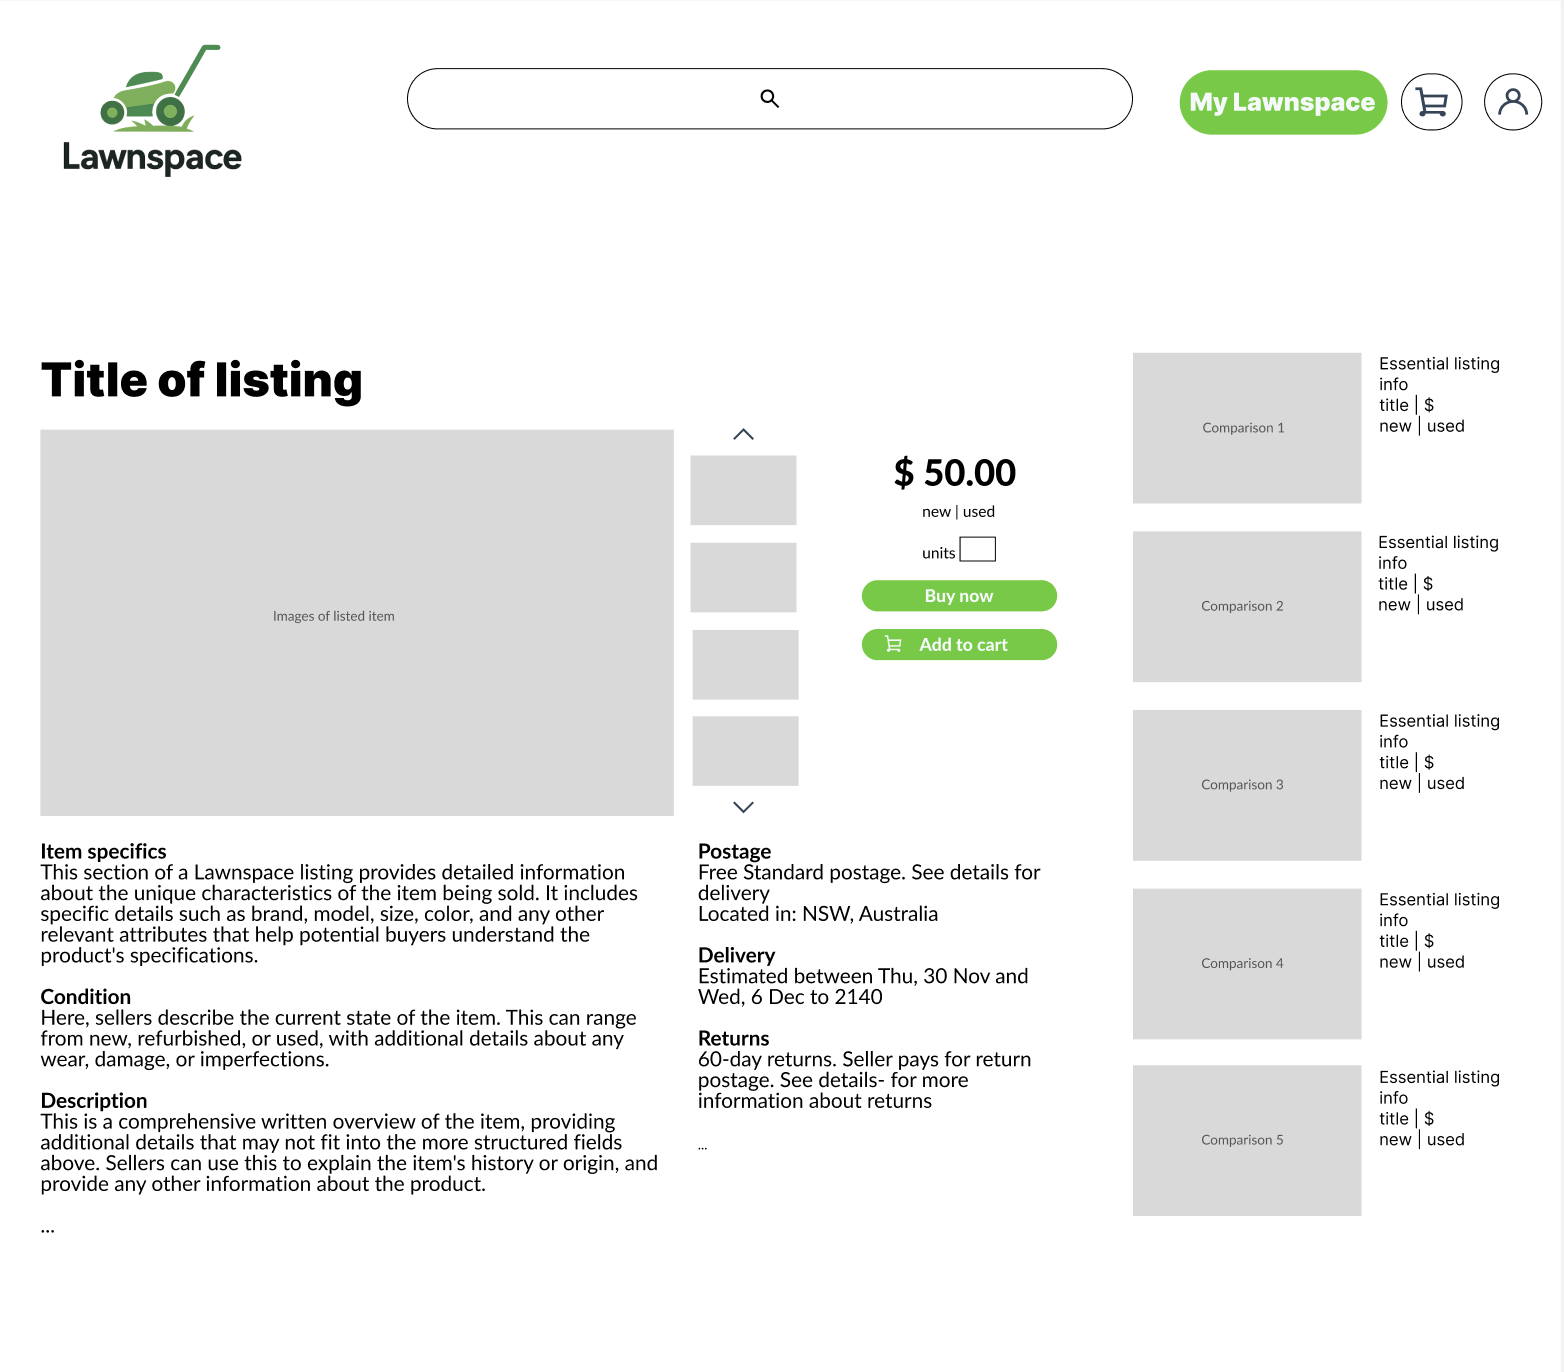 Lawnspace
My Lawnspace
Title of listing
Images of listed item
$ 50.00
new | used
units
Buy now
Add to cart
Item specifics
This section of a Lawnspace listing provides detailed information
about the unique characteristics of the item being sold. It includes
specific details such as brand, model, size, color, and any other
relevant attributes that help potential buyers understand the
product's specifications.
Condition
Here, sellers describe the current state of the item. This can range
from new, refurbished, or used, with additional details about any
wear, damage, or imperfections.
Description
This is a comprehensive written overview of the item, providing
additional details that may not fit into the more structured fields
above. Sellers can use this to explain the item's history or origin, and
provide any other information about the product.
...
Postage
Free Standard postage. See details for
delivery
Located in: NSW, Australia
Delivery
Estimated between Thu, 30 Nov and
Wed, 6 Dec to 2140
Returns
60-day returns. Seller pays for return
postage. See details- for more
information about returns
...
Comparison 1
Essential listing
info
title | $
new | used
Comparison 2
Essential listing
info
title | $
new | used
Comparison 3
Essential listing
info
title | $
new | used
Comparison 4
Essential listing
info
title | $
new | used
Comparison 5
Essential listing
info
title | $
new | used